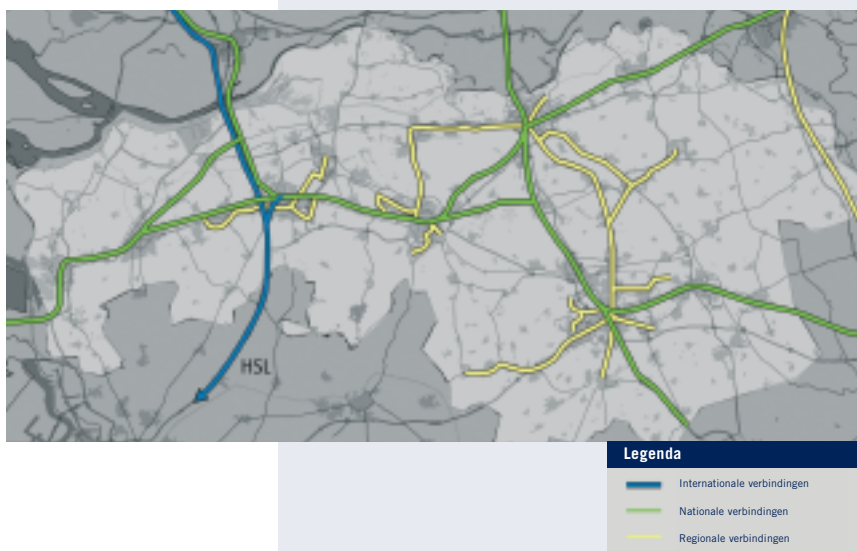 HSL
Legenda
Internationale verbindingen
Nationale verbindingen
Regionale verbindingen